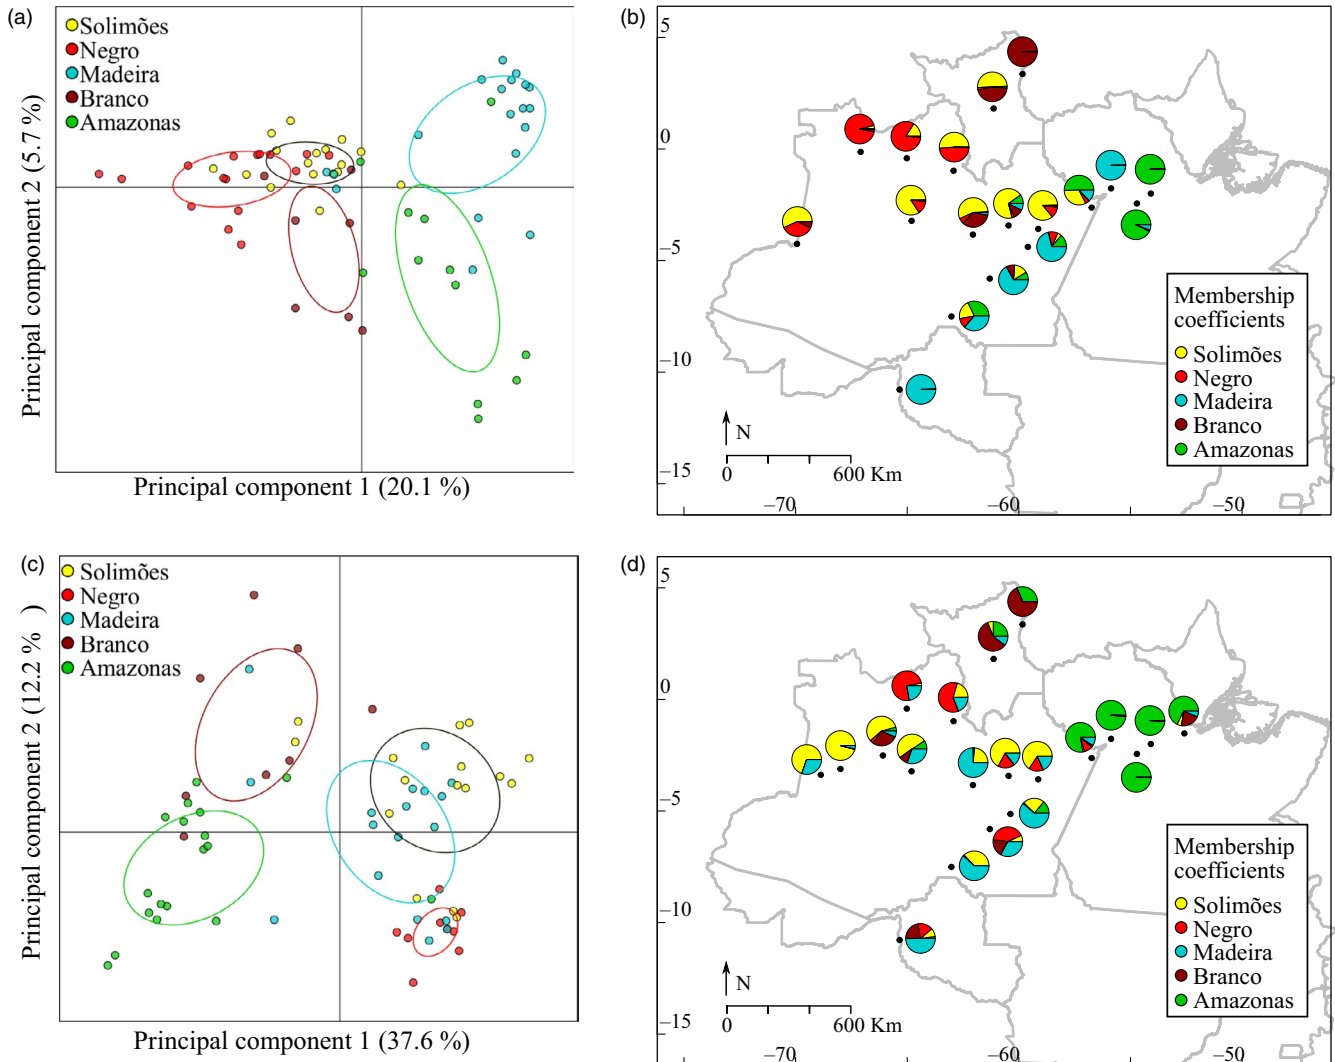 (a)
Solimões
Negro
Madeira
Branco
Amazonas
Principal component 2 (5.7 %)
Principal component 1 (20.1 %)
(b)
5
0
−5
−10
−15
−70
−60
−50
N
0
600 Km
Membership
coefficients
Solimões
Negro
Madeira
Branco
Amazonas
(c)
Solimões
Negro
Madeira
Branco
Amazonas
Principal component 2 (12.2 % )
Principal component 1 (37.6 %)
(d)
5
0
−5
−10
−15
−70
−60
−50
N
0
600 Km
Membership
coefficients
Solimões
Negro
Madeira
Branco
Amazonas